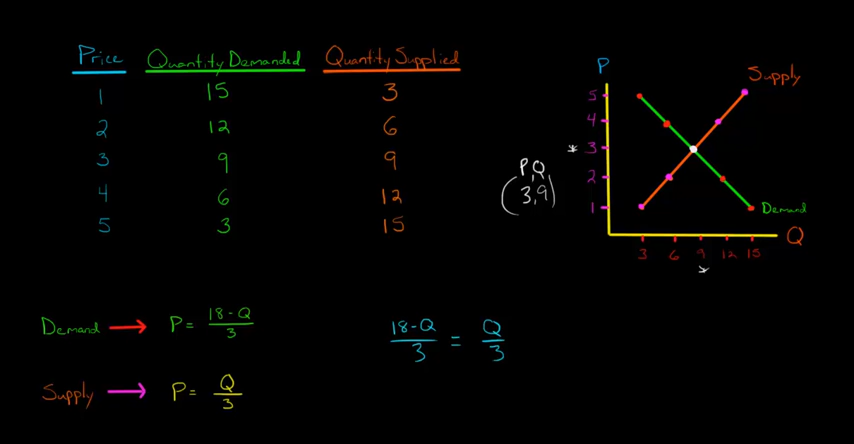 Price Quantity Demanded Quantity Supplied
1 15 3
2 12 6
3 9 9
4 6 12
5 3 15
P
Supply
5
4
* 3
2
1
P,Q
(3,9)
Demand
Q
3 6 9 12 15
*
Demand → P = (18-Q)/3
Supply → P = Q/3
(18-Q)/3 = Q/3